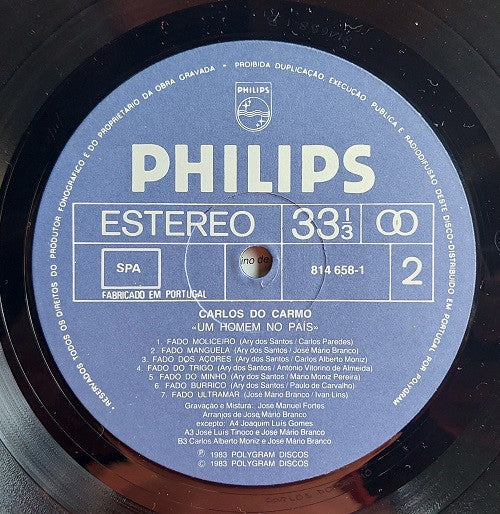 •RESERVADOS TODOS OS DIREITOS DO PRODUTOR FONOGRÁFICO E DO PROPRIETÁRIO DA OBRA GRAVADA • PROIBIDA DUPLICAÇÃO, EXECUÇÃO PÚBLICA E RADIODIFUSÃO DESTE DISCO-DISTRIBUÍDO EM PORTUGAL POR POLYGRAM
PHILIPS
PHILIPS
ESTEREO
33 1/3
SPA
814 658-1
2
FABRICADO EM PORTUGAL
CARLOS DO CARMO
«UM HOMEM NO PAÍS»
1. FADO MOLICEIRO (Ary dos Santos / Carlos Paredes)
2. FADO MANGUELA (Ary dos Santos / José Mário Branco)
3. FADO DOS AÇORES (Ary dos Santos / Carlos Alberto Moniz)
4. FADO DO TRIGO (Ary dos Santos / António Vitorino de Almeida)
5. FADO DO MINHO (Ary dos Santos / Mário Moniz Pereira)
6. FADO BURRICO (Ary dos Santos / Paulo de Carvalho)
7. FADO ULTRAMAR (José Mário Branco / Ivan Lins)
Gravação e Mistura: José Manuel Fortes
Arranjos de José Mário Branco
excepto: A4 Joaquim Luís Gomes
A3 José Luís Tinoco e José Mário Branco
B3 Carlos Alberto Moniz e José Mário Branco
℗ 1983 POLYGRAM DISCOS
© 1983 POLYGRAM DISCOS